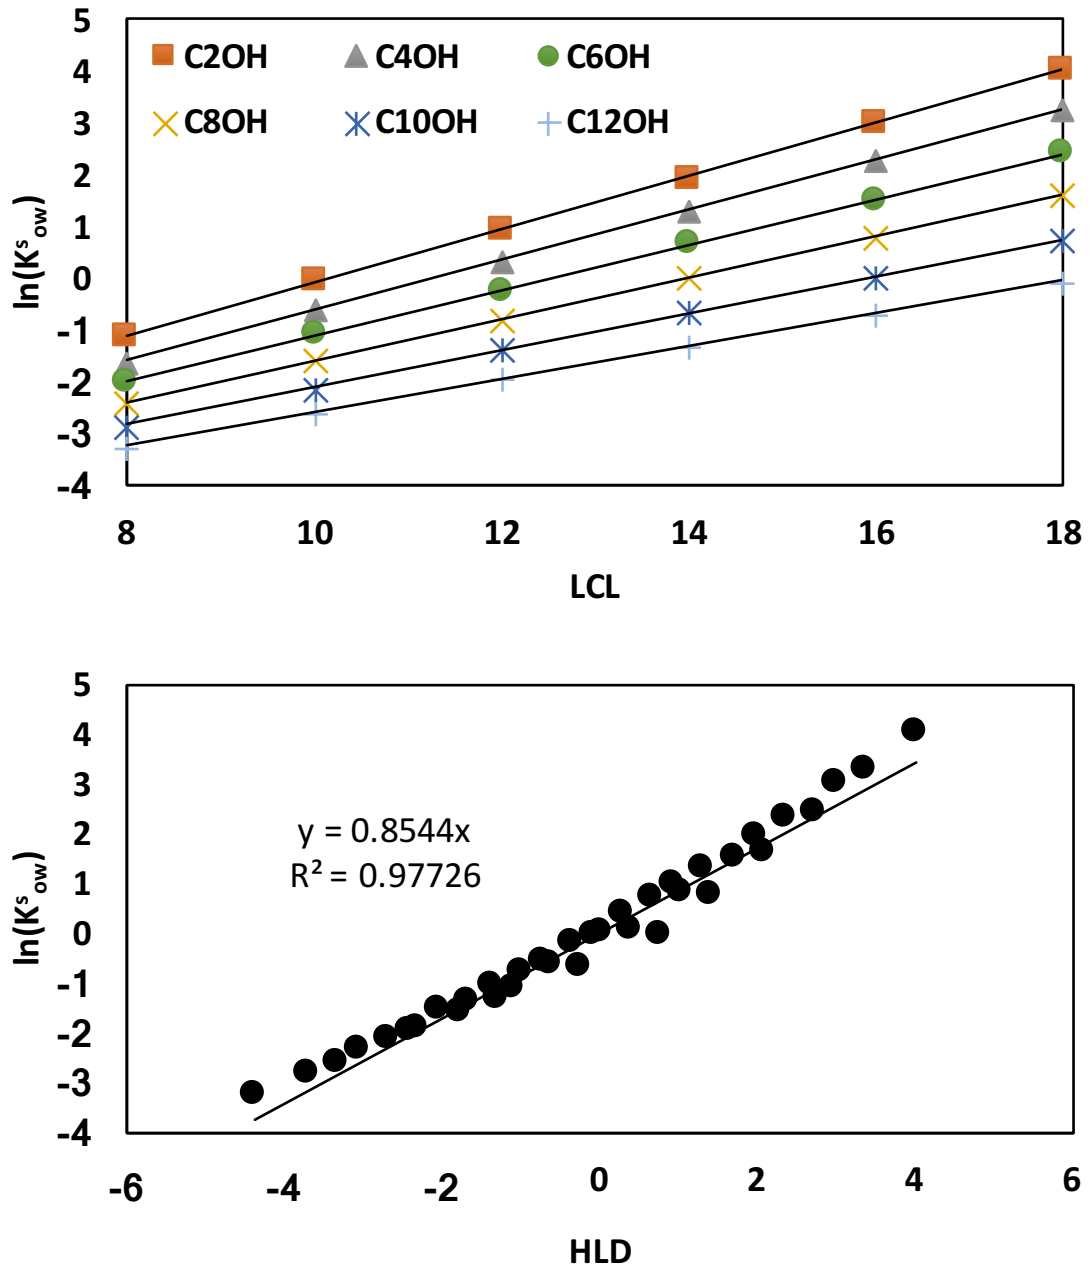 5
4
3
2
1
0
-1
-2
-3
-4
ln(Kˢow)
C2OH C4OH C6OH
C8OH C10OH C12OH
8 10 12 14 16 18
LCL
5
4
3
2
1
0
-1
-2
-3
-4
ln(Kˢow)
y = 0.8544x
R² = 0.97726
-6 -4 -2 0 2 4 6
HLD